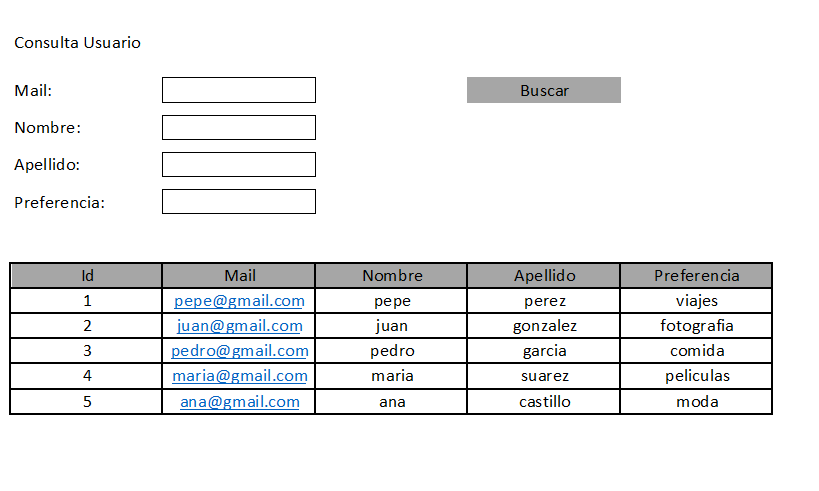 Consulta Usuario
Mail: Buscar
Nombre:
Apellido:
Preferencia:
Id Mail Nombre Apellido Preferencia
1 pepe@gmail.com pepe perez viajes
2 juan@gmail.com juan gonzalez fotografia
3 pedro@gmail.com pedro garcia comida
4 maria@gmail.com maria suarez peliculas
5 ana@gmail.com ana castillo moda